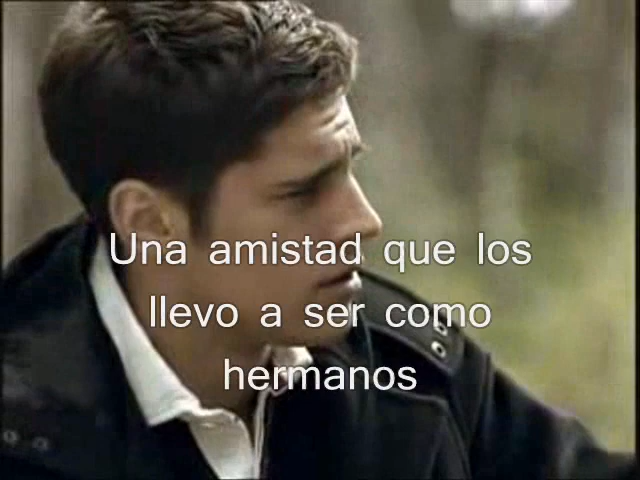 Una amistad que los
llevo a ser como
hermanos